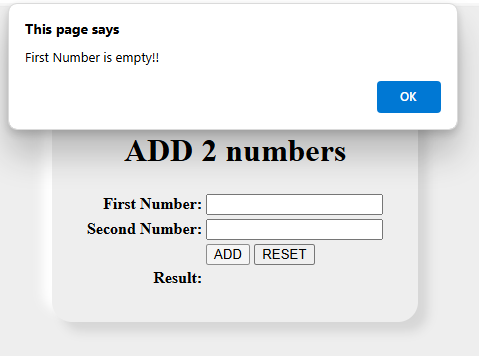 This page says
First Number is empty!!
OK
ADD 2 numbers
First Number:
Second Number:
ADD RESET
Result: